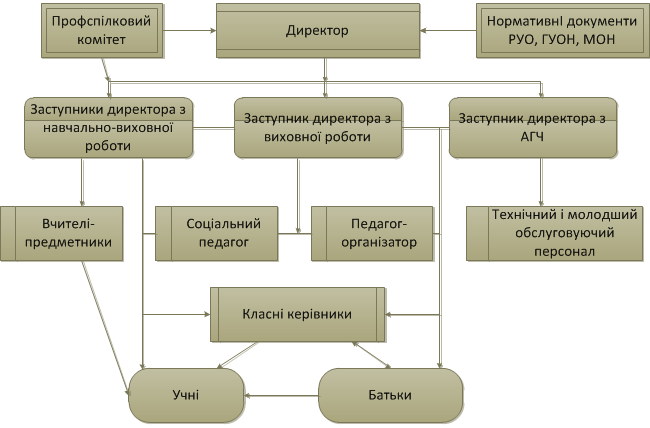 Профспілковий
комітет
Директор
НормативнІ документи
РУО, ГУОН, МОН
Заступники директора з
навчально-виховної
роботи
Заступник директора з
виховної роботи
Заступник директора з
АГЧ
Вчителі-
предметники
Соціальний
педагог
Педагог-
організатор
Технічний і молодший
обслуговуючий
персонал
Класні керівники
Учні
Батьки